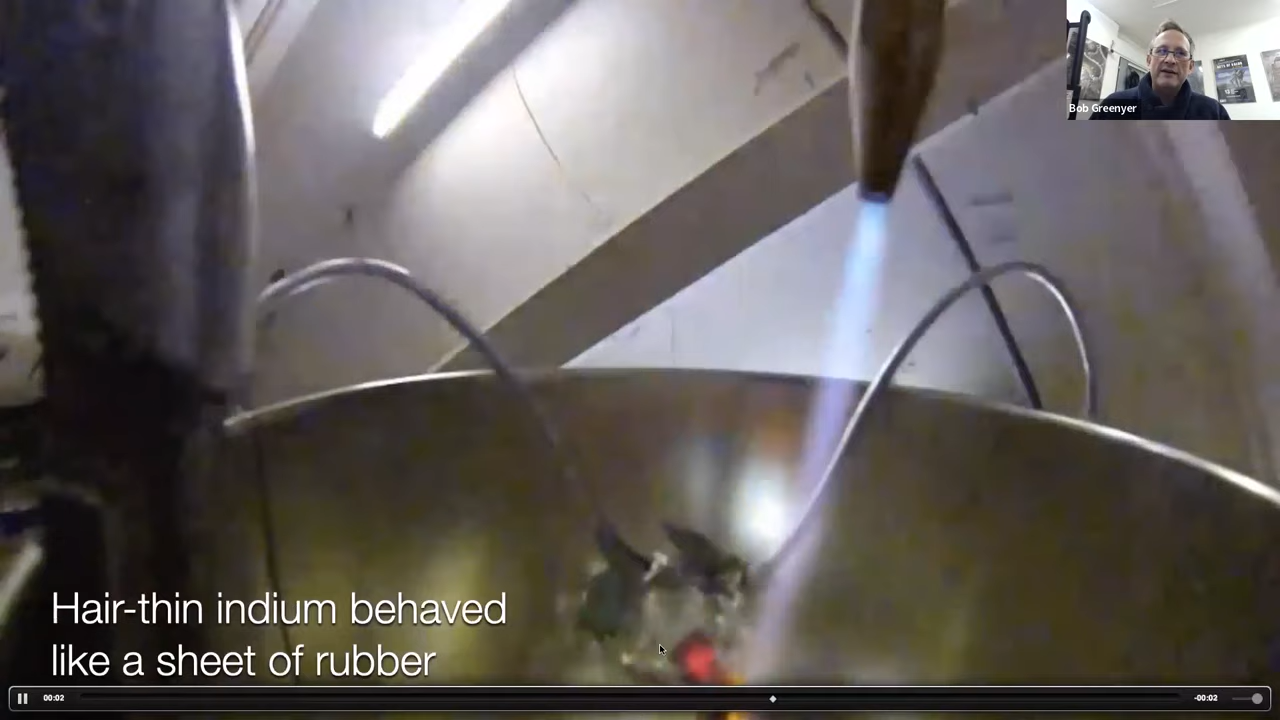 Bob Greenyer
Hair-thin indium behaved
like a sheet of rubber
00:02
-00:02